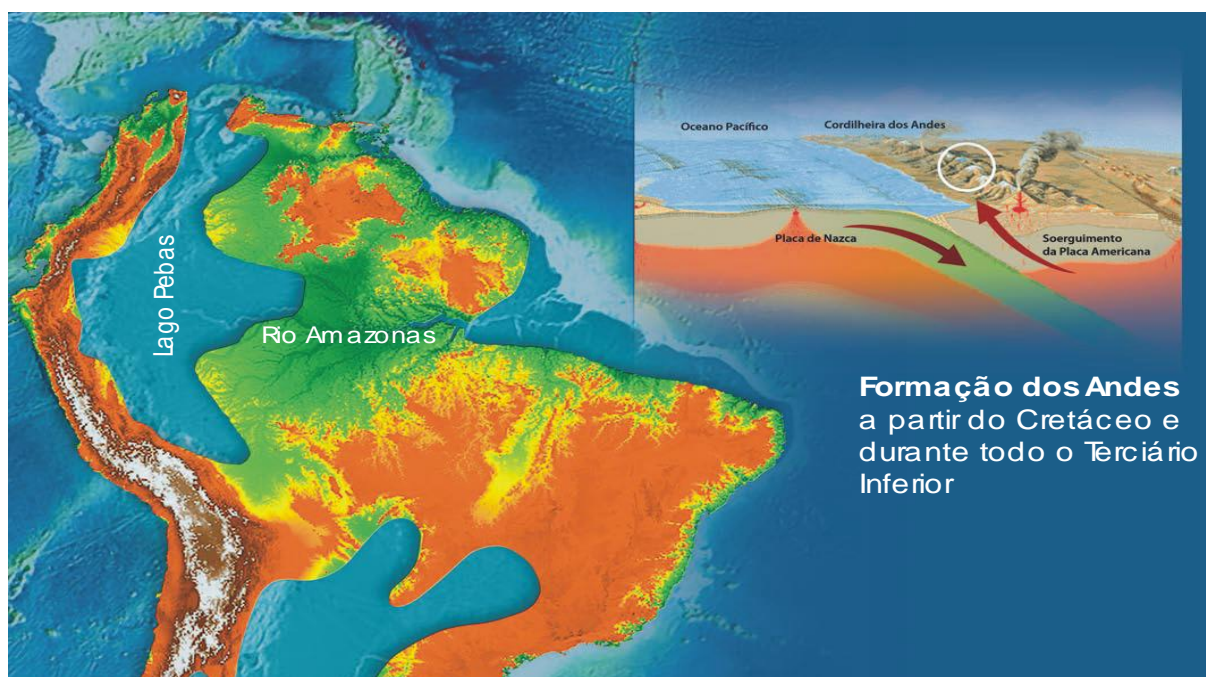 Oceano Pacífico
Cordilheira dos Andes
Placa de Nazca
Soerguimento
da Placa Americana
Lago Pebas
Rio Amazonas
Formação dos Andes
a partir do Cretáceo e
durante todo o Terciário
Inferior